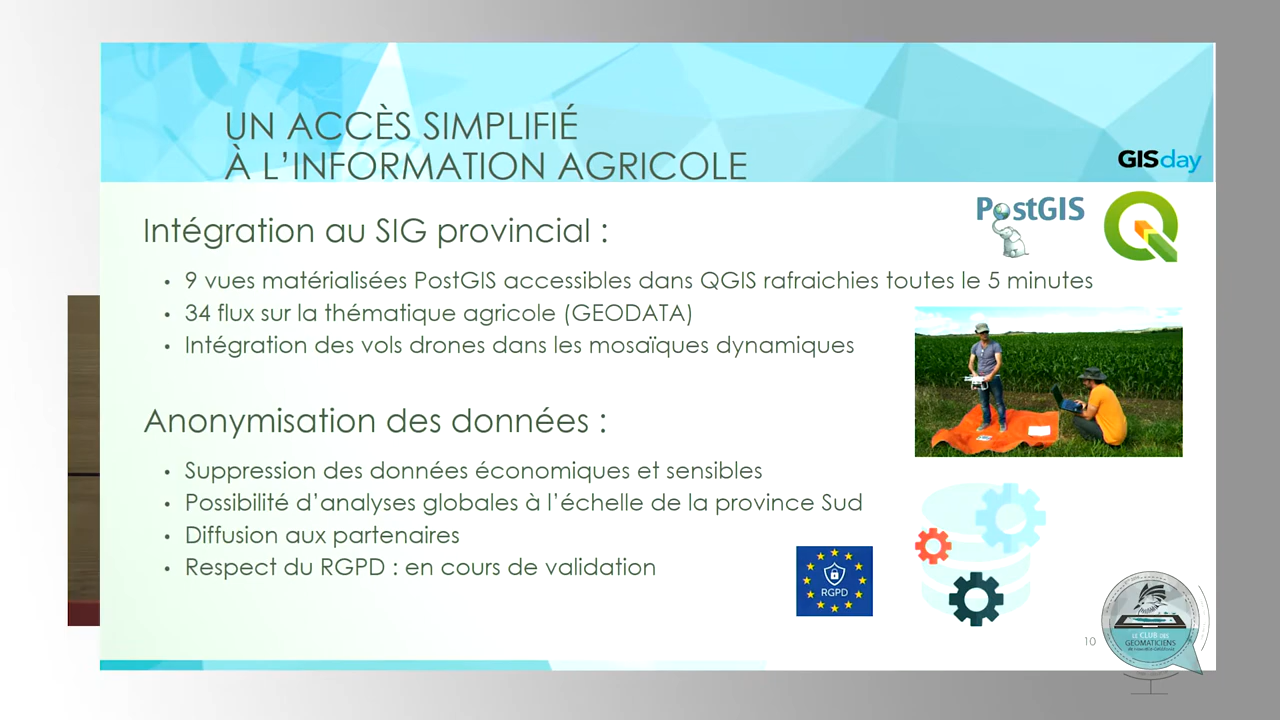 UN ACCÈS SIMPLIFIÉ
À L'INFORMATION AGRICOLE
GISday
PostGIS
Intégration au SIG provincial :
• 9 vues matérialisées PostGIS accessibles dans QGIS rafraichies toutes le 5 minutes
• 34 flux sur la thématique agricole (GEODATA)
• Intégration des vols drones dans les mosaïques dynamiques
Anonymisation des données :
• Suppression des données économiques et sensibles
• Possibilité d'analyses globales à l'échelle de la province Sud
• Diffusion aux partenaires
• Respect du RGPD : en cours de validation
RGPD
10
LE CLUB DES
GEOMATICIENS